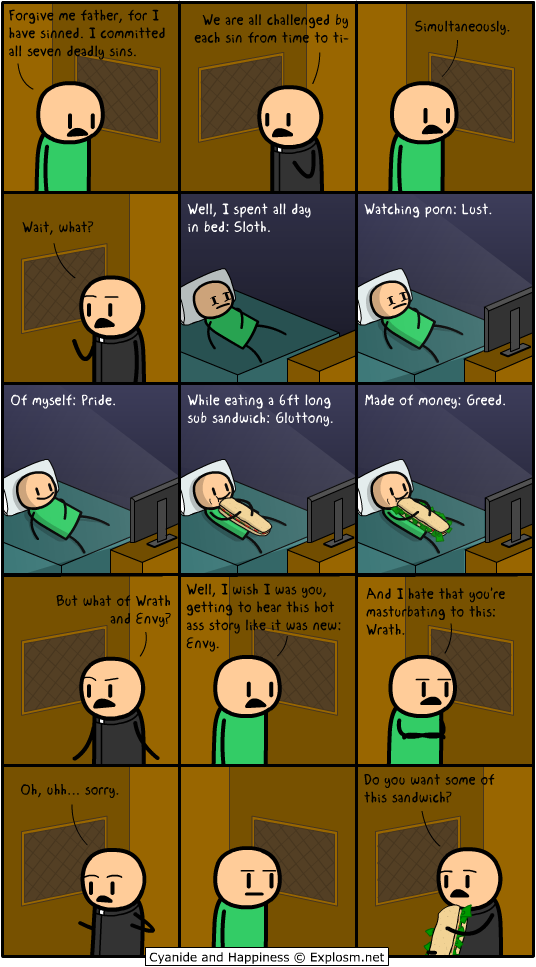 Forgive me father, for I
have sinned. I committed
all seven deadly sins.
We are all challenged by
each sin from time to ti-
Simultaneously.
Wait, what?
Well, I spent all day
in bed: Sloth.
Watching porn: Lust.
Of myself: Pride.
While eating a 6ft long
sub sandwich: Gluttony.
Made of money: Greed.
But what of Wrath
and Envy?
Well, I wish I was you,
getting to hear this hot
ass story like it was new:
Envy.
And I hate that you're
masturbating to this:
Wrath.
Oh, uhh... sorry.
Do you want some of
this sandwich?
Cyanide and Happiness © Explosm.net